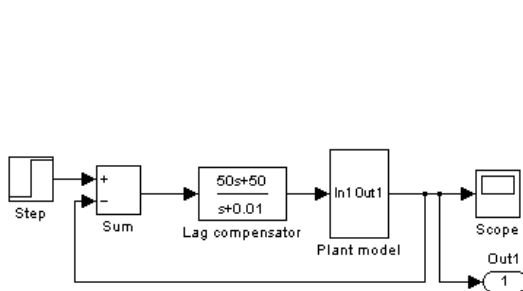 Step
+
−
Sum
50s+50
s+0.01
Lag compensator
In1 Out1
Plant model
Scope
Out1
1